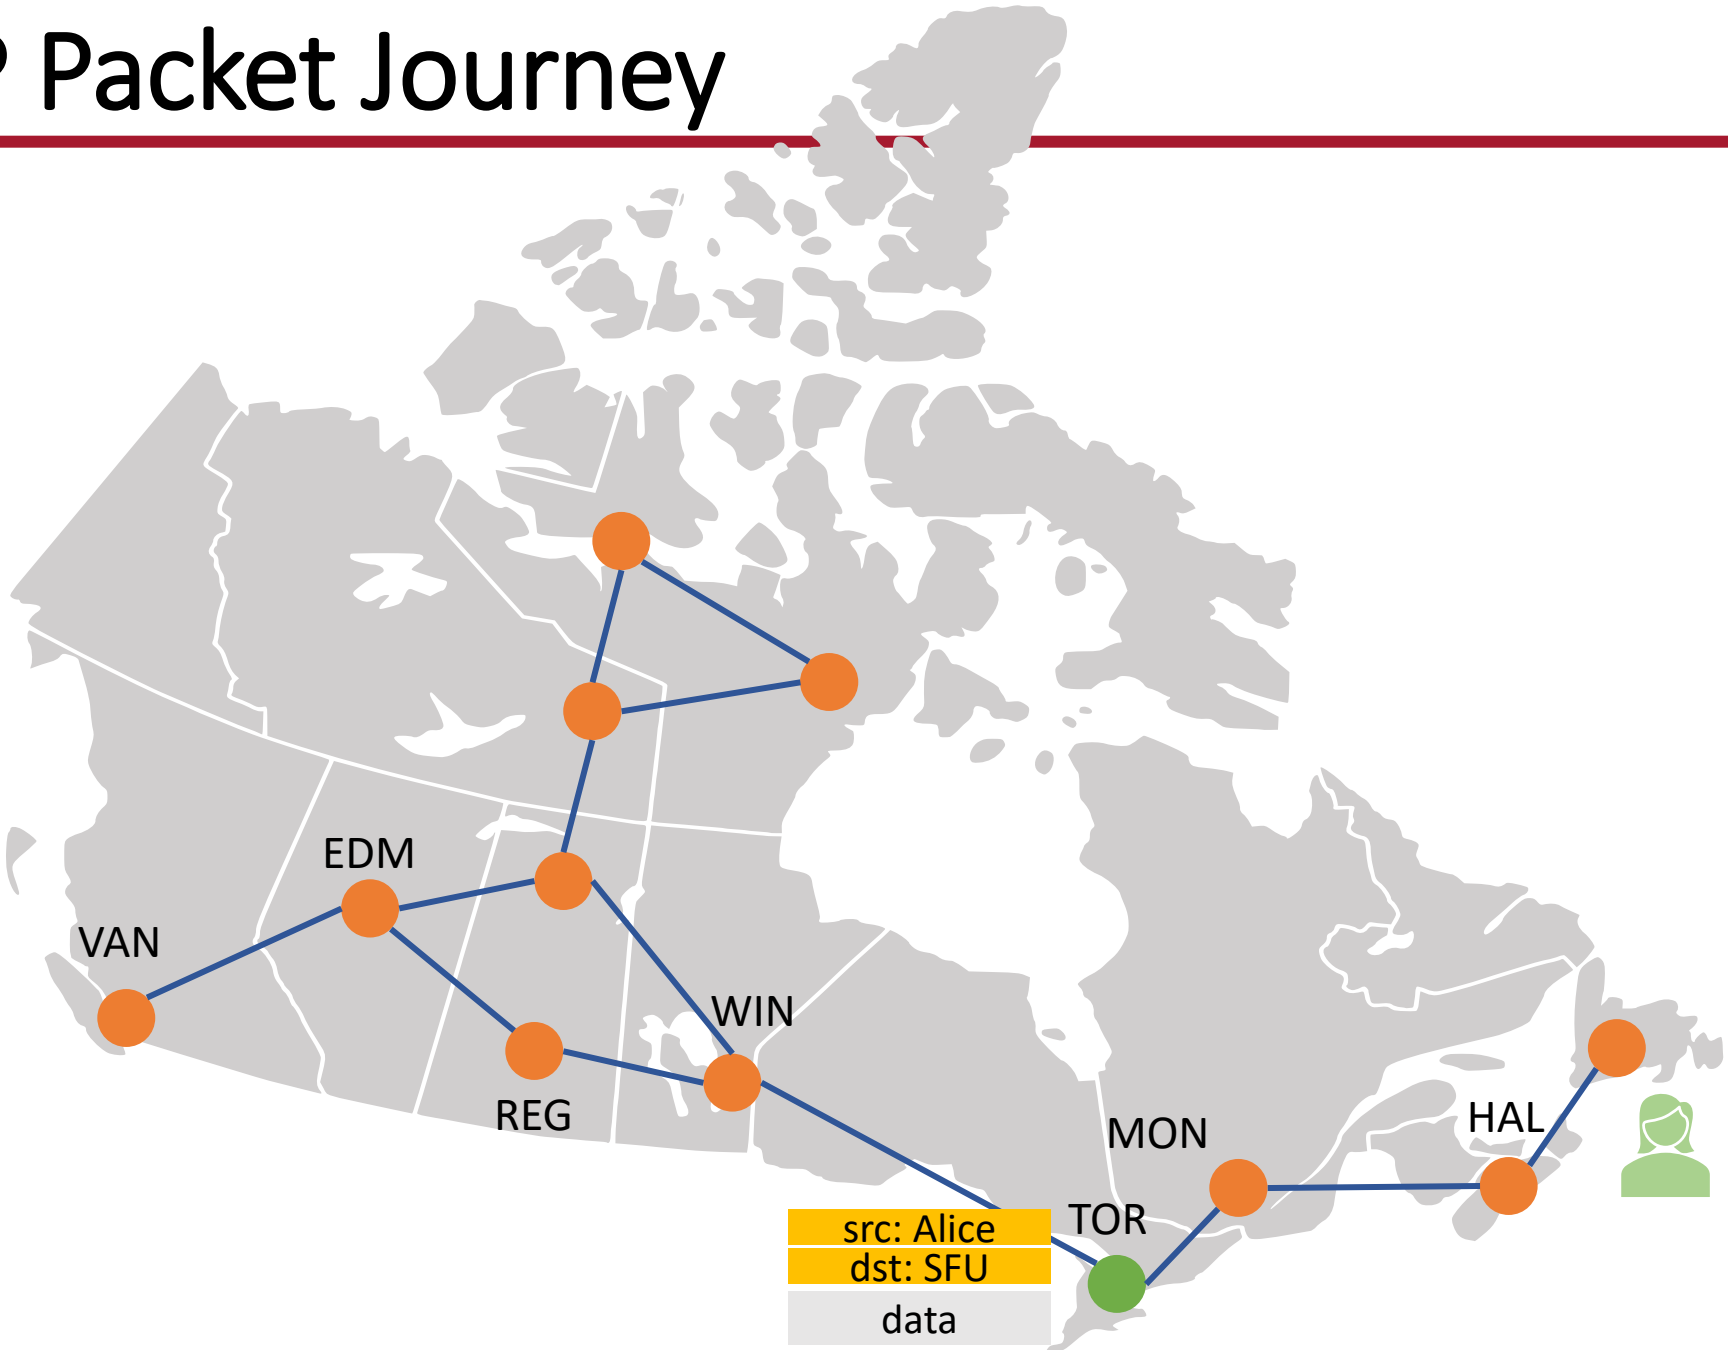 Packet Journey
EDM
VAN
WIN
REG
MON
HAL
TOR
src: Alice
dst: SFU
data